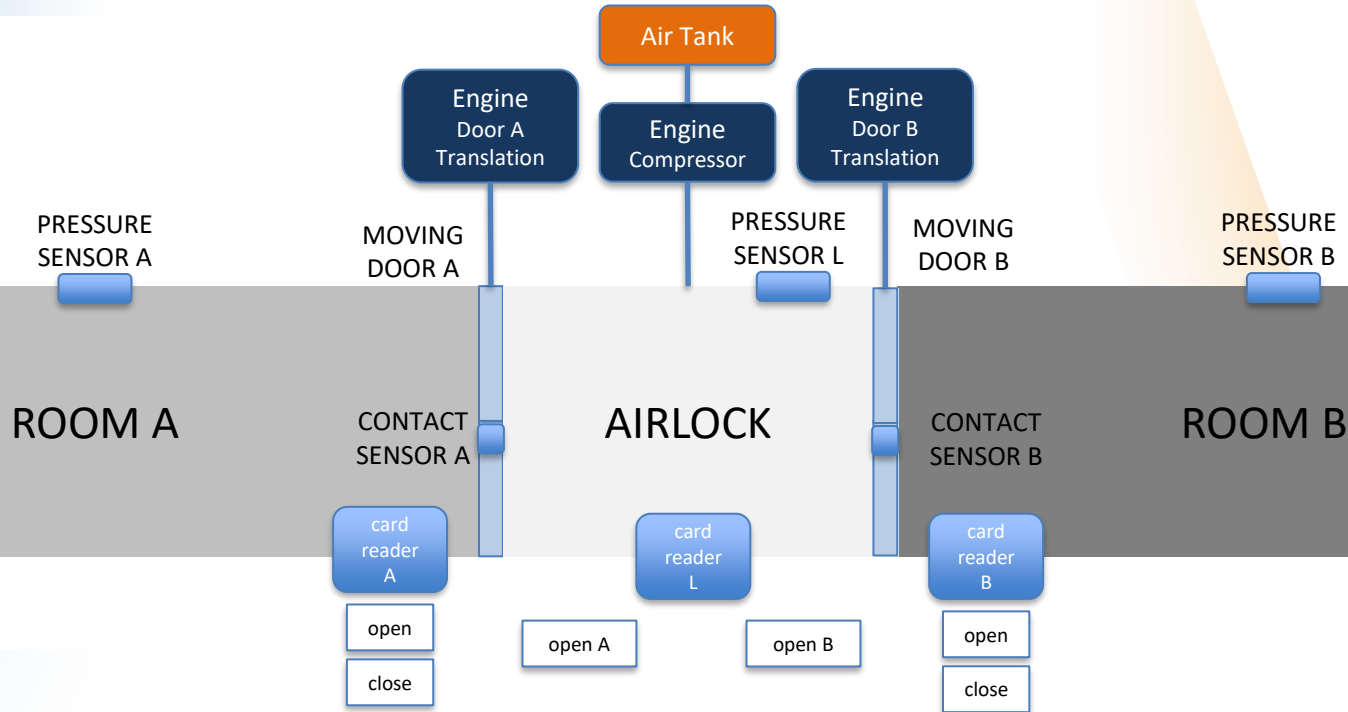 Air Tank
Engine
Door A
Translation
Engine
Compressor
Engine
Door B
Translation
PRESSURE
SENSOR A
MOVING
DOOR A
PRESSURE
SENSOR L
MOVING
DOOR B
PRESSURE
SENSOR B
ROOM A
CONTACT
SENSOR A
AIRLOCK
CONTACT
SENSOR B
ROOM B
card
reader
A
card
reader
L
card
reader
B
open
close
open A
open B
open
close